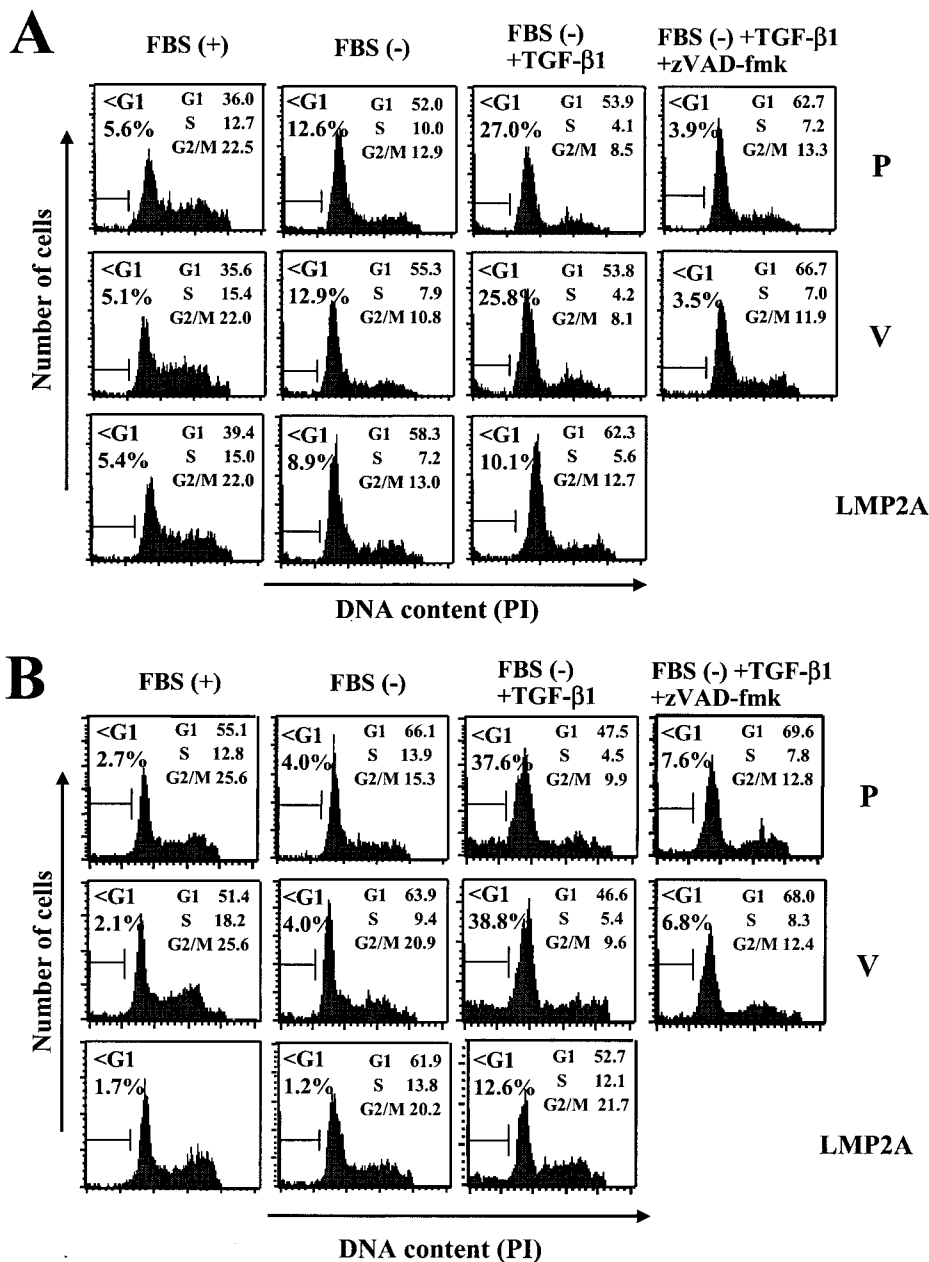 A
FBS (+)
FBS (-)
FBS (-)
+TGF-β1
FBS (-) +TGF-β1
+zVAD-fmk
<G1
5.6%
G1 36.0
S 12.7
G2/M 22.5
<G1
12.6%
G1 52.0
S 10.0
G2/M 12.9
<G1
27.0%
G1 53.9
S 4.1
G2/M 8.5
<G1
3.9%
G1 62.7
S 7.2
G2/M 13.3
P
<G1
5.1%
G1 35.6
S 15.4
G2/M 22.0
<G1
12.9%
G1 55.3
S 7.9
G2/M 10.8
<G1
25.8%
G1 53.8
S 4.2
G2/M 8.1
<G1
3.5%
G1 66.7
S 7.0
G2/M 11.9
V
<G1
5.4%
G1 39.4
S 15.0
G2/M 22.0
<G1
8.9%
G1 58.3
S 7.2
G2/M 13.0
<G1
10.1%
G1 62.3
S 5.6
G2/M 12.7
LMP2A
Number of cells
DNA content (PI)
B
FBS (+)
FBS (-)
FBS (-)
+TGF-β1
FBS (-) +TGF-β1
+zVAD-fmk
<G1
2.7%
G1 55.1
S 12.8
G2/M 25.6
<G1
4.0%
G1 66.1
S 13.9
G2/M 15.3
<G1
37.6%
G1 47.5
S 4.5
G2/M 9.9
<G1
7.6%
G1 69.6
S 7.8
G2/M 12.8
P
<G1
2.1%
G1 51.4
S 18.2
G2/M 25.6
<G1
4.0%
G1 63.9
S 9.4
G2/M 20.9
<G1
38.8%
G1 46.6
S 5.4
G2/M 9.6
<G1
6.8%
G1 68.0
S 8.3
G2/M 12.4
V
<G1
1.7%
<G1
1.2%
G1 61.9
S 13.8
G2/M 20.2
<G1
12.6%
G1 52.7
S 12.1
G2/M 21.7
LMP2A
Number of cells
DNA content (PI)